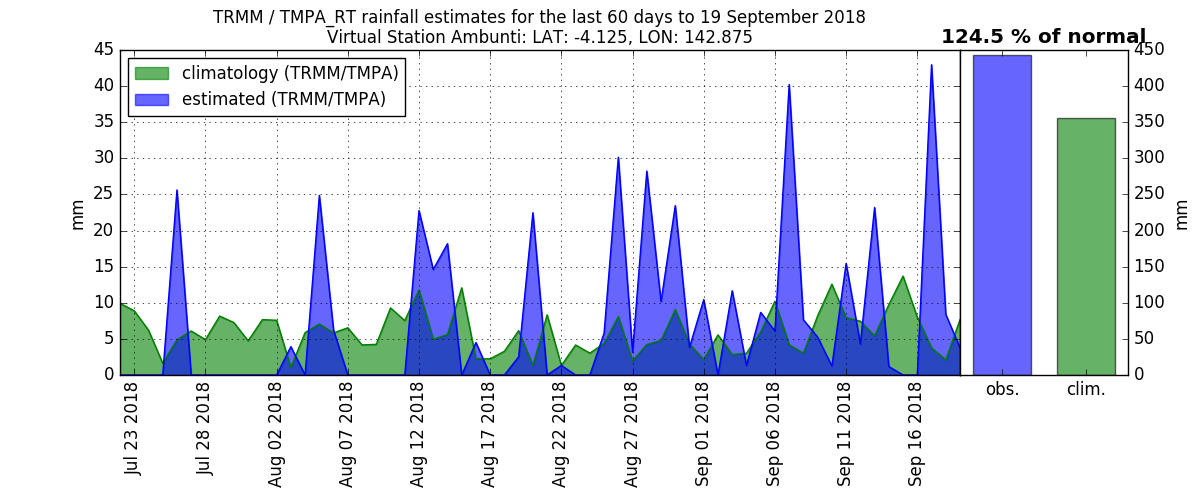 TRMM / TMPA_RT rainfall estimates for the last 60 days to 19 September 2018
Virtual Station Ambunti: LAT: -4.125, LON: 142.875
124.5 % of normal
climatology (TRMM/TMPA)
estimated (TRMM/TMPA)
45
40
35
30
25
20
15
10
5
0
mm
450
400
350
300
250
200
150
100
50
0
mm
Jul 23 2018
Jul 28 2018
Aug 02 2018
Aug 07 2018
Aug 12 2018
Aug 17 2018
Aug 22 2018
Aug 27 2018
Sep 01 2018
Sep 06 2018
Sep 11 2018
Sep 16 2018
obs.
clim.